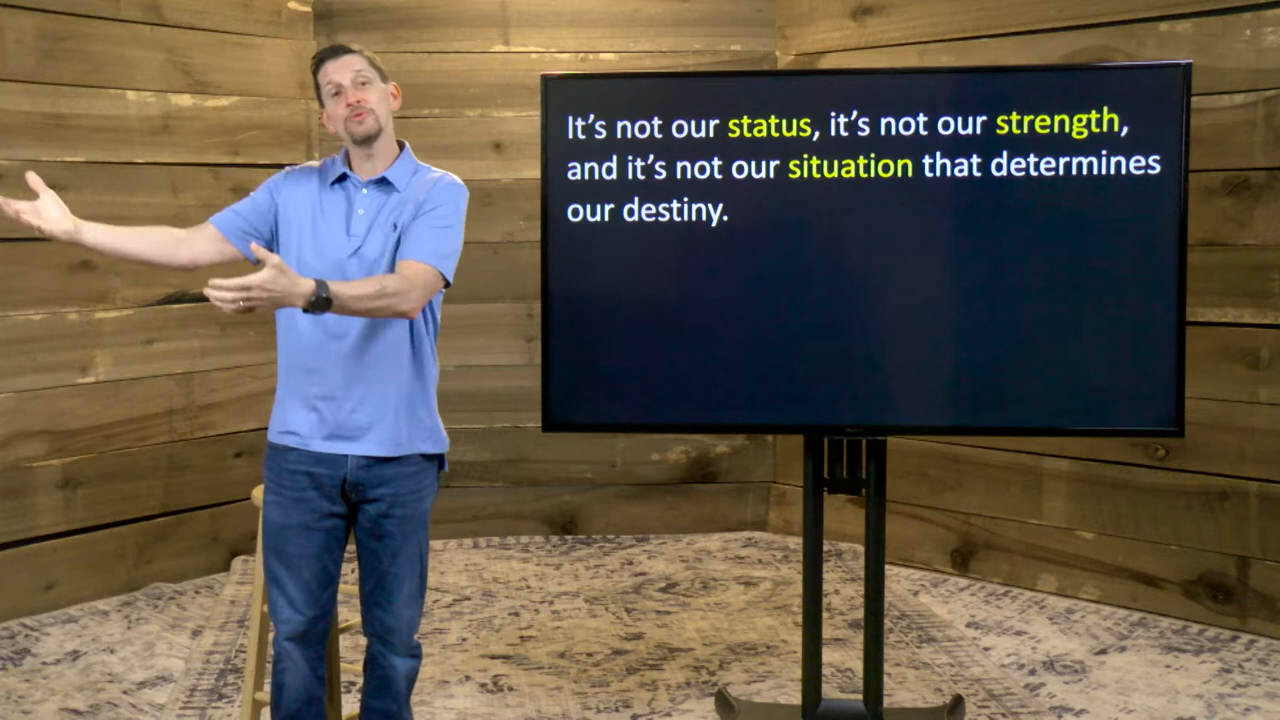 It’s not our status, it’s not our strength,
and it’s not our situation that determines
our destiny.